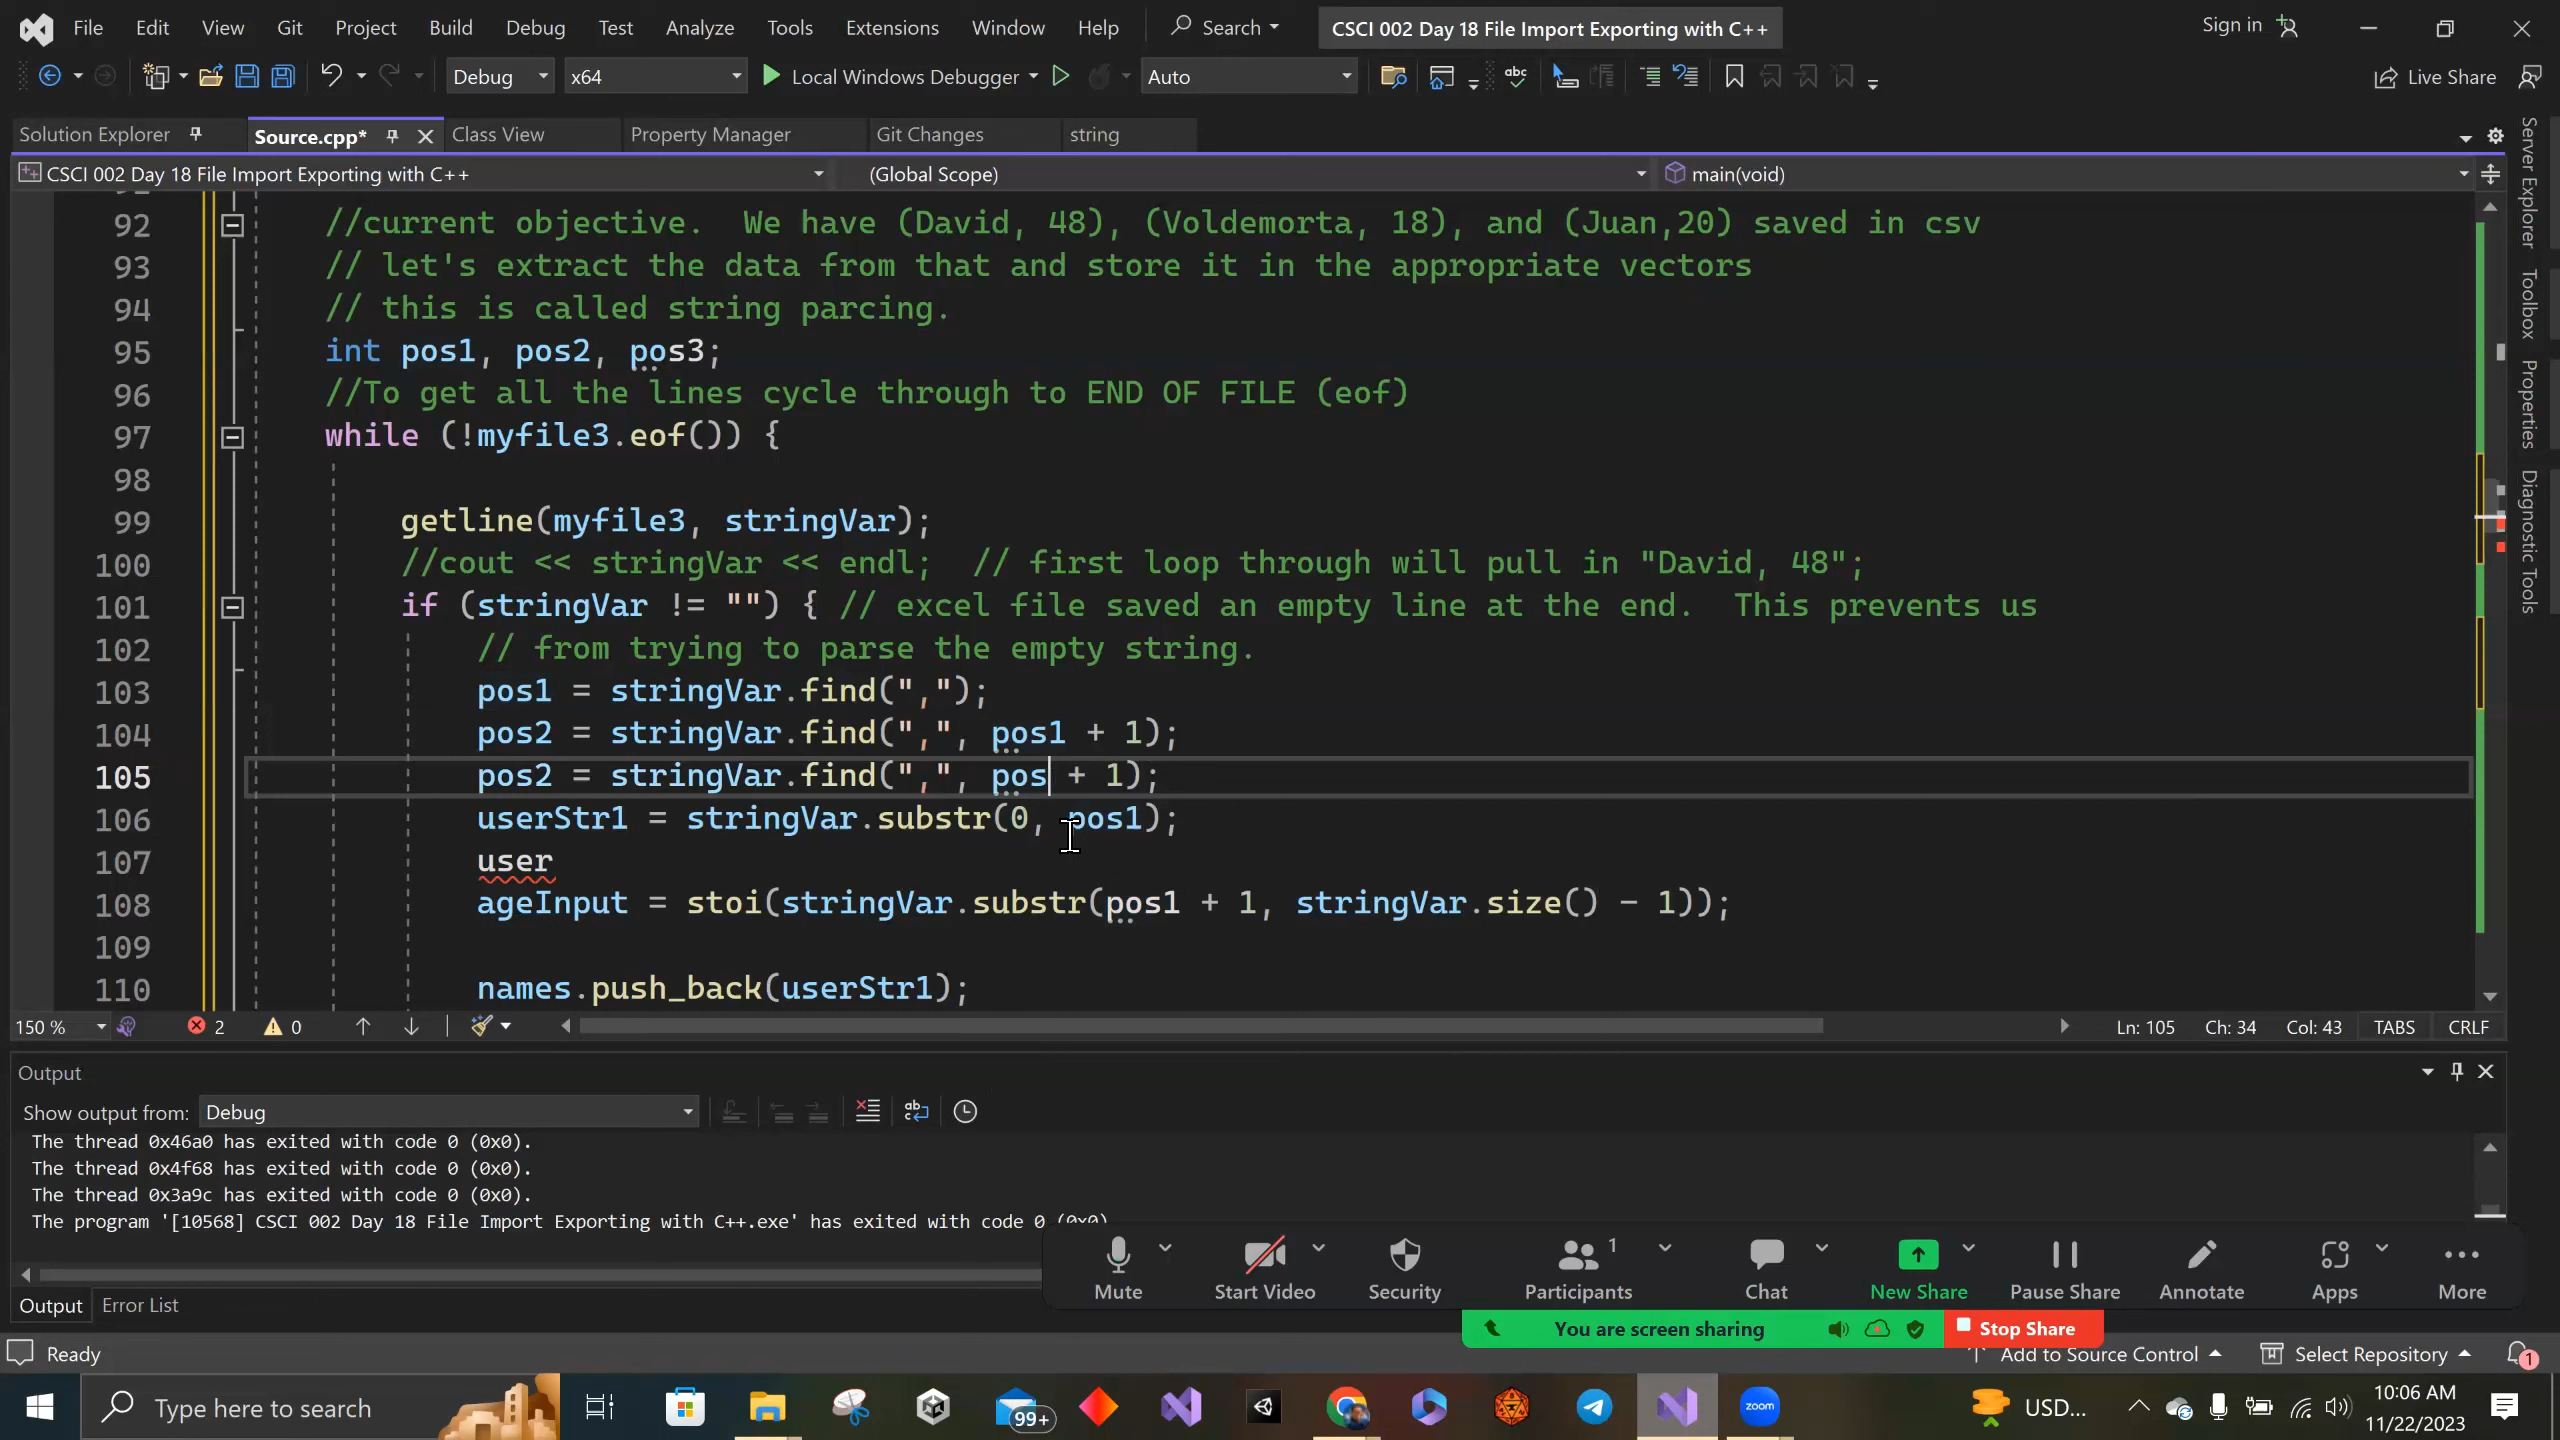 File Edit View Git Project Build Debug Test Analyze Tools Extensions Window Help Search CSCI 002 Day 18 File Import Exporting with C++ Sign in
Debug x64 Local Windows Debugger Auto abc Live Share
Solution Explorer Source.cpp* Class View Property Manager Git Changes string
CSCI 002 Day 18 File Import Exporting with C++ (Global Scope) main(void)
92 //current objective.  We have (David, 48), (Voldemorta, 18), and (Juan,20) saved in csv
93 // let's extract the data from that and store it in the appropriate vectors
94 // this is called string parcing.
95 int pos1, pos2, pos3;
96 //To get all the lines cycle through to END OF FILE (eof)
97 while (!myfile3.eof()) {
98
99 getline(myfile3, stringVar);
100 //cout << stringVar << endl;  // first loop through will pull in "David, 48";
101 if (stringVar != "") { // excel file saved an empty line at the end.  This prevents us
102 // from trying to parse the empty string.
103 pos1 = stringVar.find(",");
104 pos2 = stringVar.find(",", pos1 + 1);
105 pos2 = stringVar.find(",", pos + 1);
106 userStr1 = stringVar.substr(0, pos1);
107 user
108 ageInput = stoi(stringVar.substr(pos1 + 1, stringVar.size() - 1));
109
110 names.push_back(userStr1);
150 % 2 0 Ln: 105 Ch: 34 Col: 43 TABS CRLF
Server Explorer
Toolbox
Properties
Diagnostic Tools
Output
Show output from: Debug
The thread 0x46a0 has exited with code 0 (0x0).
The thread 0x4f68 has exited with code 0 (0x0).
The thread 0x3a9c has exited with code 0 (0x0).
The program '[10568] CSCI 002 Day 18 File Import Exporting with C++.exe' has exited with code 0 (0x0)
Output Error List
1
Mute Start Video Security Participants Chat New Share Pause Share Annotate Apps More
You are screen sharing Stop Share
Ready Add to Source Control Select Repository 1
Type here to search 99+ zoom USD... 10:06 AM
11/22/2023